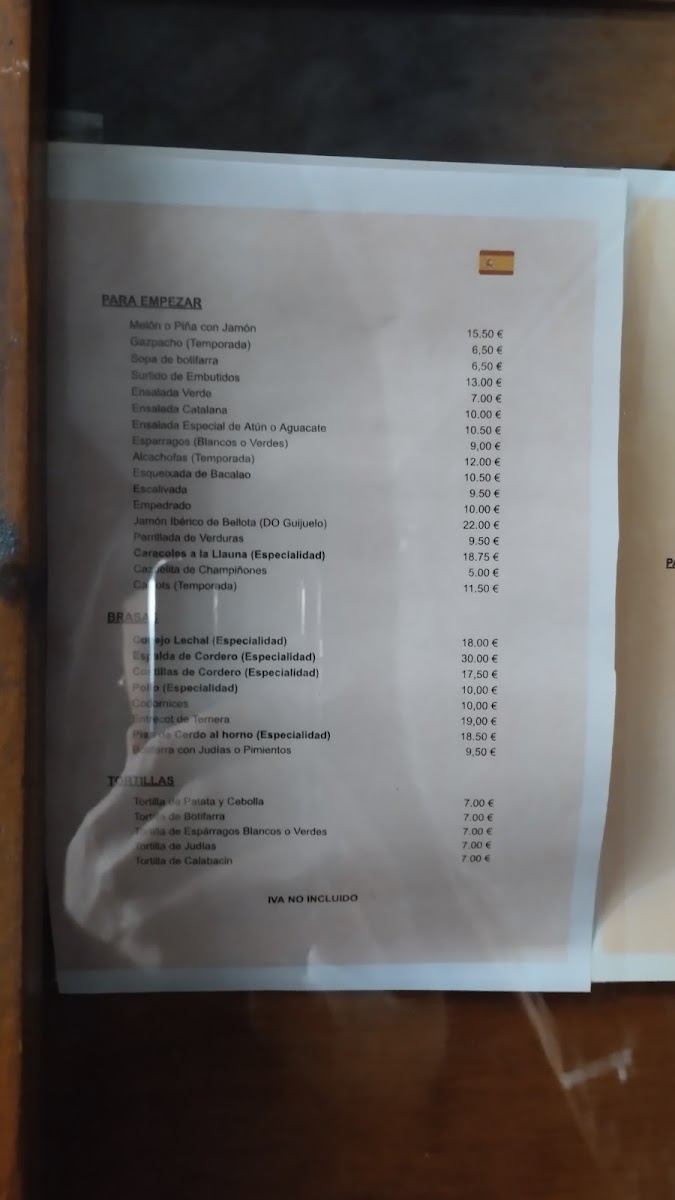 PARA EMPEZAR
Melón o Piña con Jamón 15.50 €
Gazpacho (Temporada) 6,50 €
Sopa de botifarra 6,50 €
Surtido de Embutidos 13.00 €
Ensalada Verde 7.00 €
Ensalada Catalana 10.00 €
Ensalada Especial de Atún o Aguacate 10.50 €
Esparragos (Blancos o Verdes) 9,00 €
Alcachofas (Temporada) 12.00 €
Esqueixada de Bacalao 10,50 €
Escalivada 9.50 €
Empedrado 10.00 €
Jamón Ibérico de Bellota (DO Guijuelo) 22.00 €
Parrillada de Verduras 9.50 €
Caracoles a la Llauna (Especialidad) 18.75 €
Cazuelita de Champiñones 5.00 €
Calçots (Temporada) 11.50 €
BRASAS
Conejo Lechal (Especialidad) 18.00 €
Espalda de Cordero (Especialidad) 30.00 €
Costillas de Cordero (Especialidad) 17,50 €
Pollo (Especialidad) 10,00 €
Codornices 10,00 €
Entrecot de Ternera 19,00 €
de Cerdo al horno (Especialidad) 18.50 €
Botifarra con Judías o Pimientos 9,50 €
TORTILLAS
Tortilla de Patata y Cebolla 7.00 €
Tortilla de Botifarra 7.00 €
Tortilla de Espárragos Blancos o Verdes 7.00 €
Tortilla de Judías 7.00 €
Tortilla de Calabacín 7.00 €
IVA NO INCLUIDO